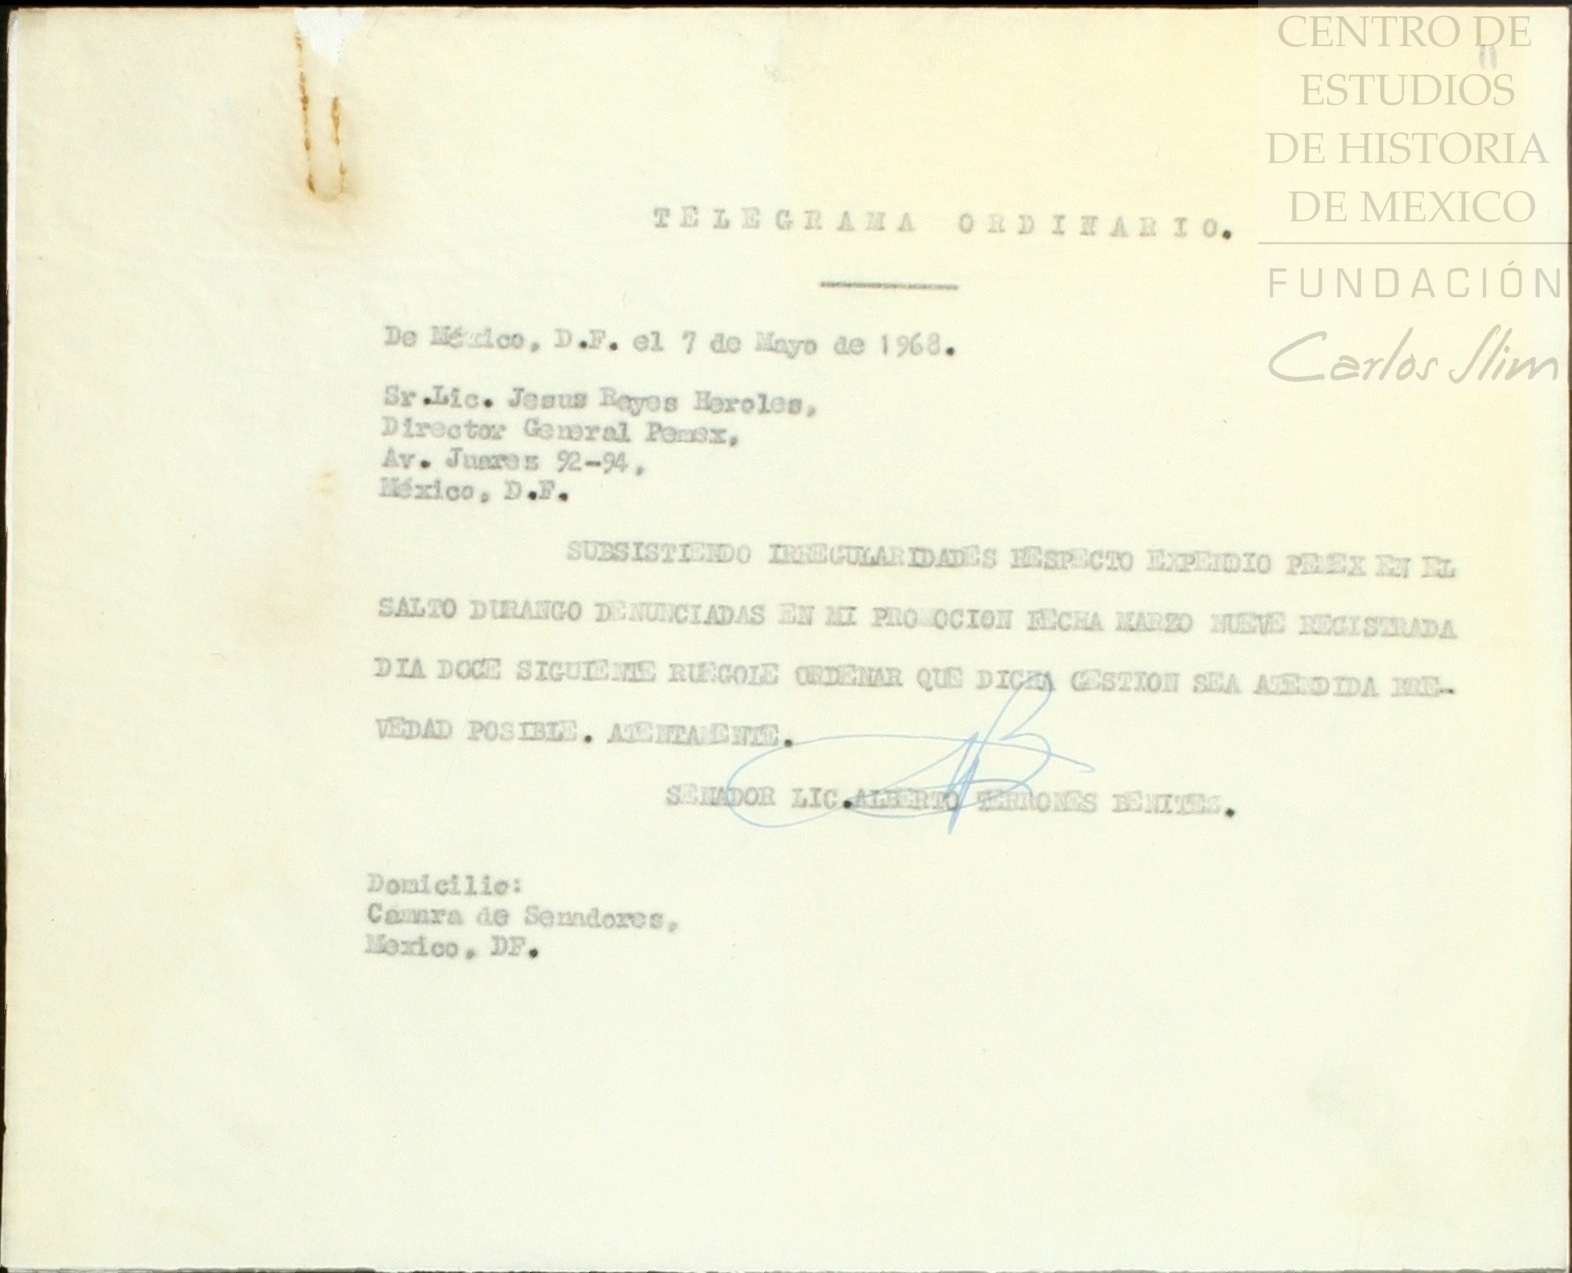 CENTRO DE
ESTUDIOS
DE HISTORIA
DE MEXICO
FUNDACIÓN
Carlos Slim
TELEGRAMA ORDINARIO.
De México, D.F. el 7 de Mayo de 1968.
Sr.Lic. Jesus Reyes Heroles,
Director General Pemex,
Av. Juarez 92-94,
México, D.F.
SUBSISTIENDO IRREGULARIDADES RESPECTO EXPENDIO PEMEX EN EL
SALTO DURANGO DENUNCIADAS EN MI PROMOCION FECHA MARZO NUEVE REGISTRADA
DIA DOCE SIGUIENTE RUEGOLE ORDENAR QUE DICHA GESTION SEA ATENDIDA BRE-
VEDAD POSIBLE. ATENTAMENTE.
SENADOR LIC.ALBERTO TERRONES BENITEZ.
Domicilio:
Camara de Senadores,
Mexico, DF.